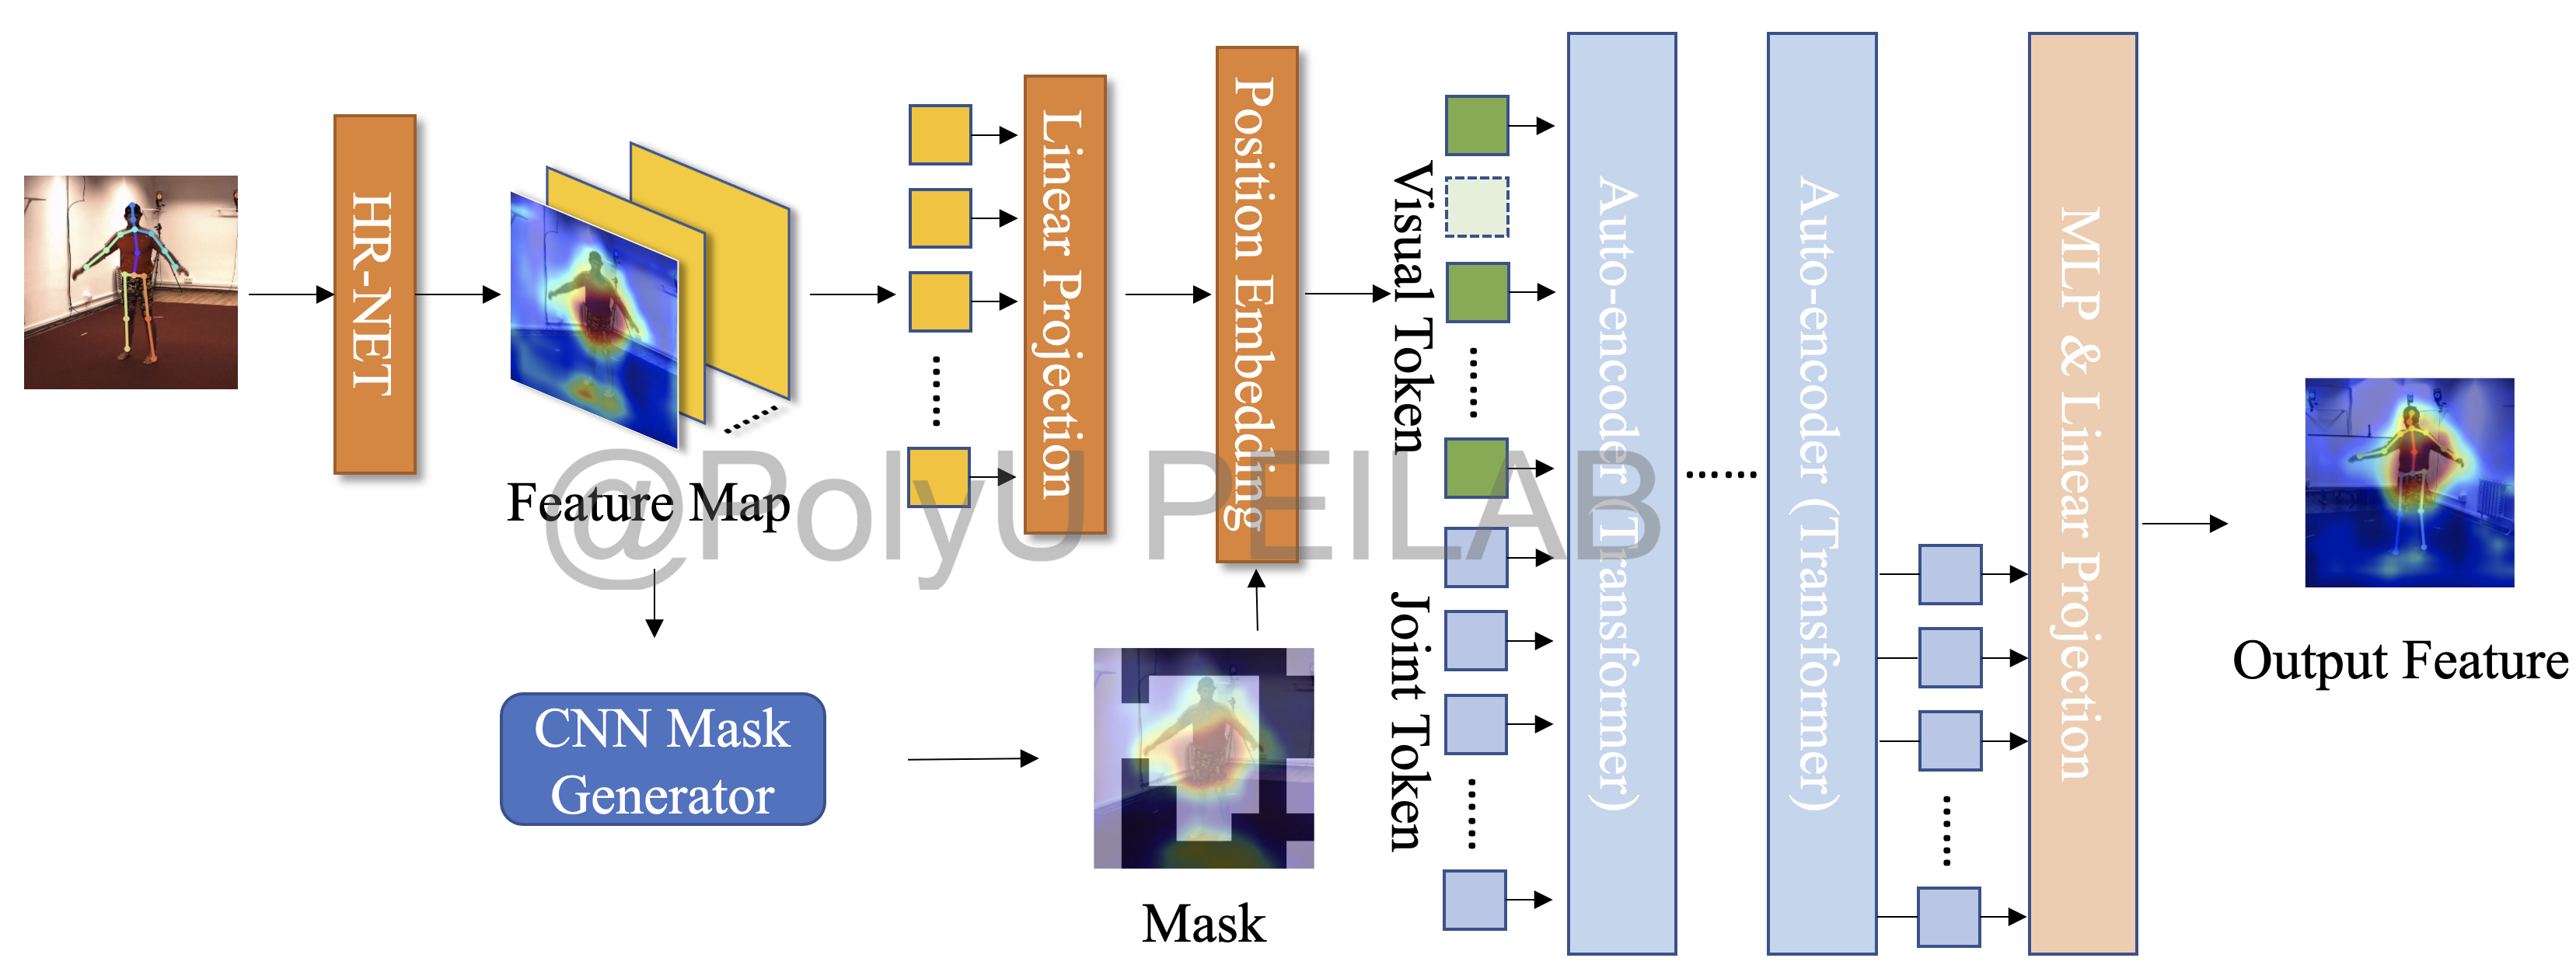 HR-NET
Feature Map
Linear Projection
Position Embedding
Visual Token
Joint Token
Auto-encoder (Transformer)
Auto-encoder (Transformer)
MLP & Linear Projection
Output Feature
CNN Mask
Generator
Mask
@PolyU PEILAB